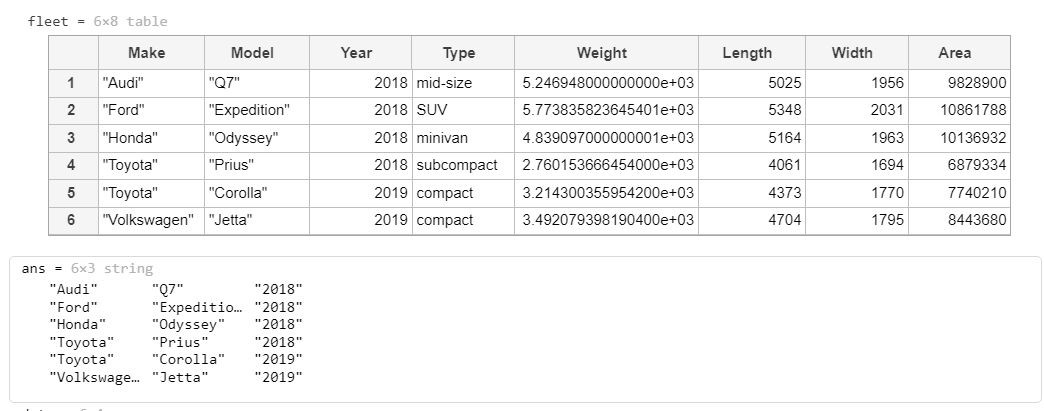 fleet = 6×8 table
Make Model Year Type Weight Length Width Area
1 "Audi" "Q7" 2018 mid-size 5.246948000000000e+03 5025 1956 9828900
2 "Ford" "Expedition" 2018 SUV 5.773835823645401e+03 5348 2031 10861788
3 "Honda" "Odyssey" 2018 minivan 4.839097000000001e+03 5164 1963 10136932
4 "Toyota" "Prius" 2018 subcompact 2.760153666454000e+03 4061 1694 6879334
5 "Toyota" "Corolla" 2019 compact 3.214300355954200e+03 4373 1770 7740210
6 "Volkswagen" "Jetta" 2019 compact 3.492079398190400e+03 4704 1795 8443680
ans = 6×3 string
"Audi" "Q7" "2018"
"Ford" "Expeditio… "2018"
"Honda" "Odyssey" "2018"
"Toyota" "Prius" "2018"
"Toyota" "Corolla" "2019"
"Volkswage… "Jetta" "2019"